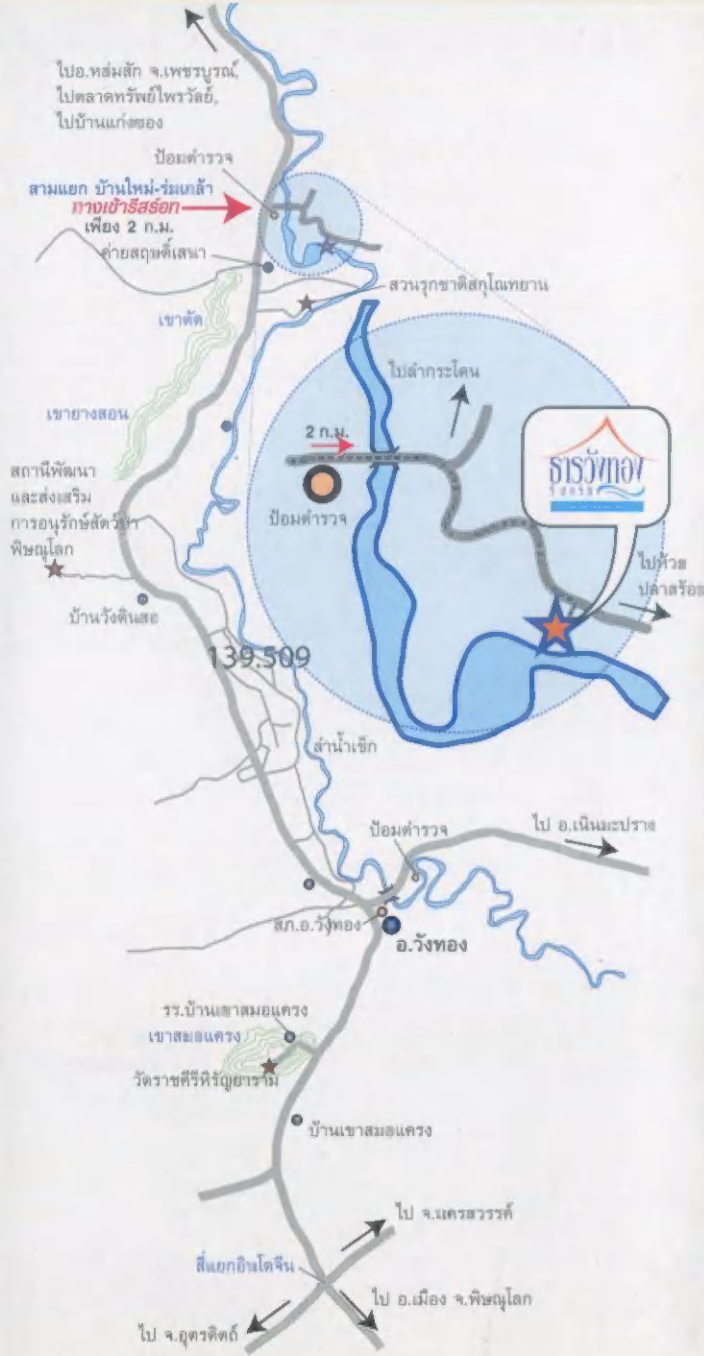 ไปอ.หล่มสัก จ.เพชรบูรณ์,
ไปตลาดทรัพย์ไพรวัลย์,
ไปบ้านแก่งซอง
ป้อมตำรวจ
สามแยก บ้านใหม่-ร่มเกล้า
ทางเข้ารีสร์อท
เพียง 2 ก.ม.
ค่ายสฤษดิ์เสนา
สวนรุกชาติสกุโณทยาน
เขาตัด
ไปลำกระโดน
เขายางสอน
2 ก.ม.
ธารวังทอง
รีสอร์ท
สถานีพัฒนา
และส่งเสริม
การอนุรักษ์สัตว์ป่า
พิษณุโลก
ป้อมตำรวจ
ไปห้วย
ปลาสร้อย
บ้านวังดินสอ
139.509
ลำน้ำเข็ก
ป้อมตำรวจ
ไป อ.เนินมะปราง
สภ.อ.วังทอง
อ.วังทอง
รร.บ้านเขาสมอแครง
เขาสมอแครง
วัดราชคีรีหิรัญยาราม
บ้านเขาสมอแครง
ไป จ.นครสวรรค์
สี่แยกอินโดจีน
ไป อ.เมือง จ.พิษณุโลก
ไป จ.อุตรดิตถ์